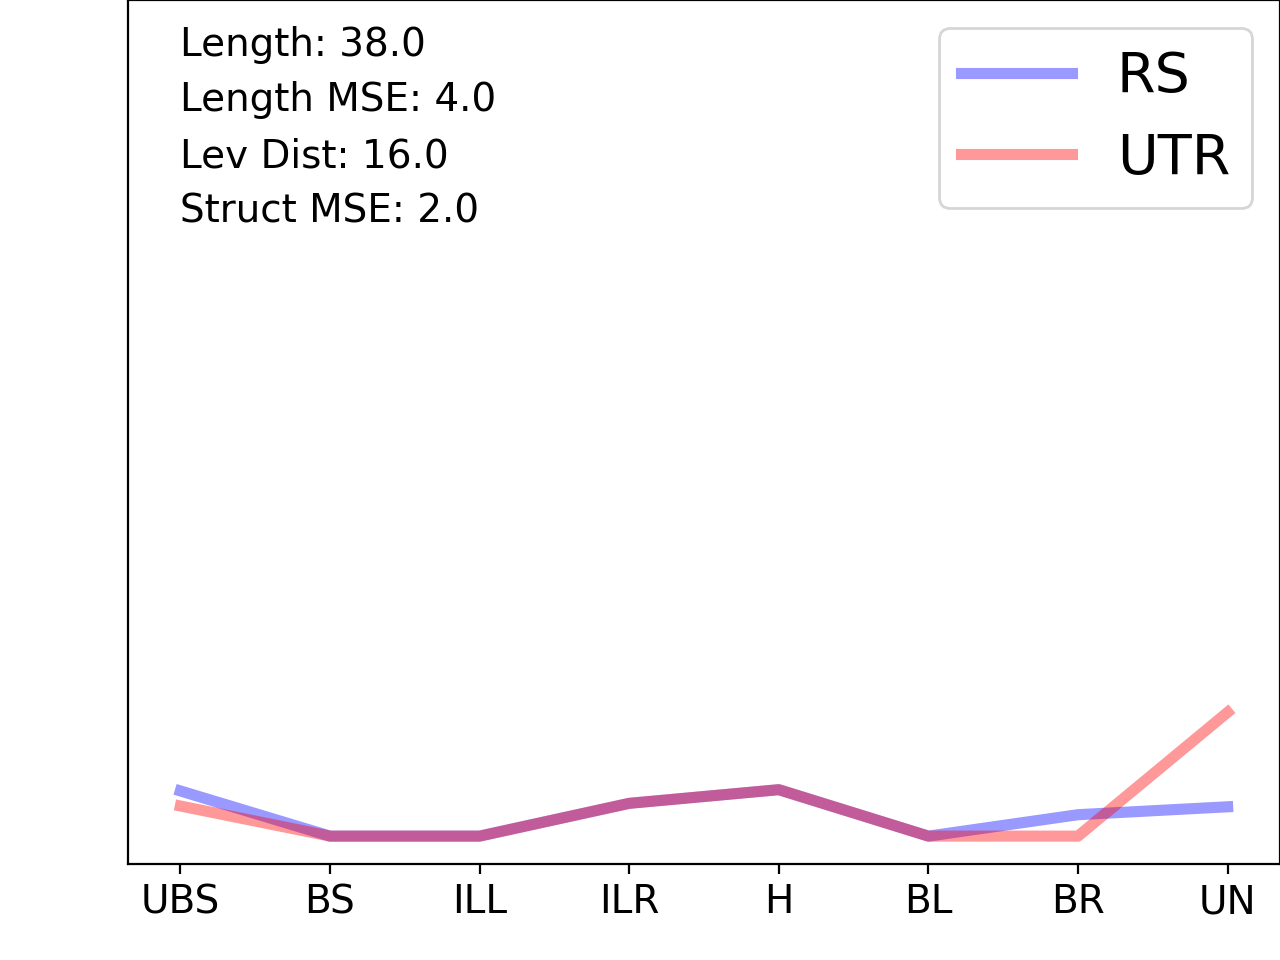 Length: 38.0
Length MSE: 4.0
Lev Dist: 16.0
Struct MSE: 2.0
RS
UTR
UBS BS ILL ILR H BL BR UN